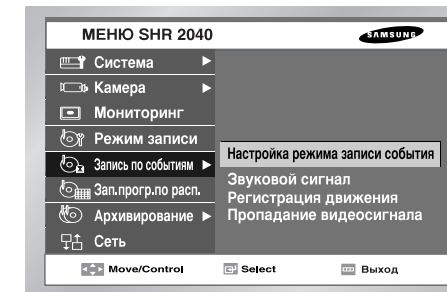 МЕНЮ SHR 2040
SAMSUNG
Система
Камера
Мониторинг
Режим записи
Запись по событиям
Зап.прогр.по расп.
Архивирование
Сеть
Настройка режима записи события
Звуковой сигнал
Регистрация движения
Пропадание видеосигнала
Move/Control Select Выход